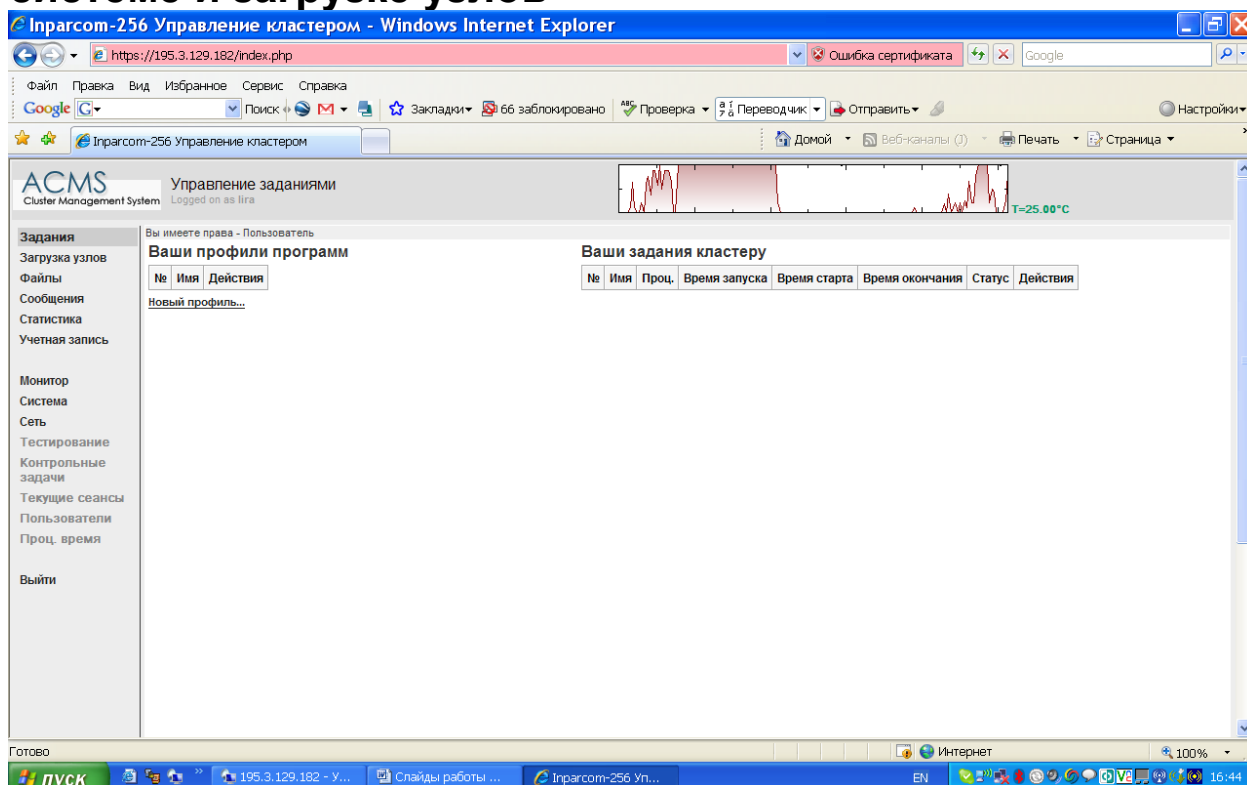 системе и загрузке узлов
Inparcom-256 Управление кластером - Windows Internet Explorer
https://195.3.129.182/index.php
Ошибка сертификата
Google
Файл Правка Вид Избранное Сервис Справка
Google
Поиск
Закладки
66 заблокировано
Проверка
Переводчик
Отправить
Настройки
Inparcom-256 Управление кластером
Домой
Веб-каналы (J)
Печать
Страница
ACMS
Cluster Management System
Управление заданиями
Logged on as lira
T=25.00°C
Задания
Загрузка узлов
Файлы
Сообщения
Статистика
Учетная запись
Монитор
Система
Сеть
Тестирование
Контрольные
задачи
Текущие сеансы
Пользователи
Проц. время
Выйти
Вы имеете права - Пользователь
Ваши профили программ
№ Имя Действия
Новый профиль...
Ваши задания кластеру
№ Имя Проц. Время запуска Время старта Время окончания Статус Действия
Готово
Интернет
100%
пуск
195.3.129.182 - У...
Слайды работы ...
Inparcom-256 Уп...
EN
16:44